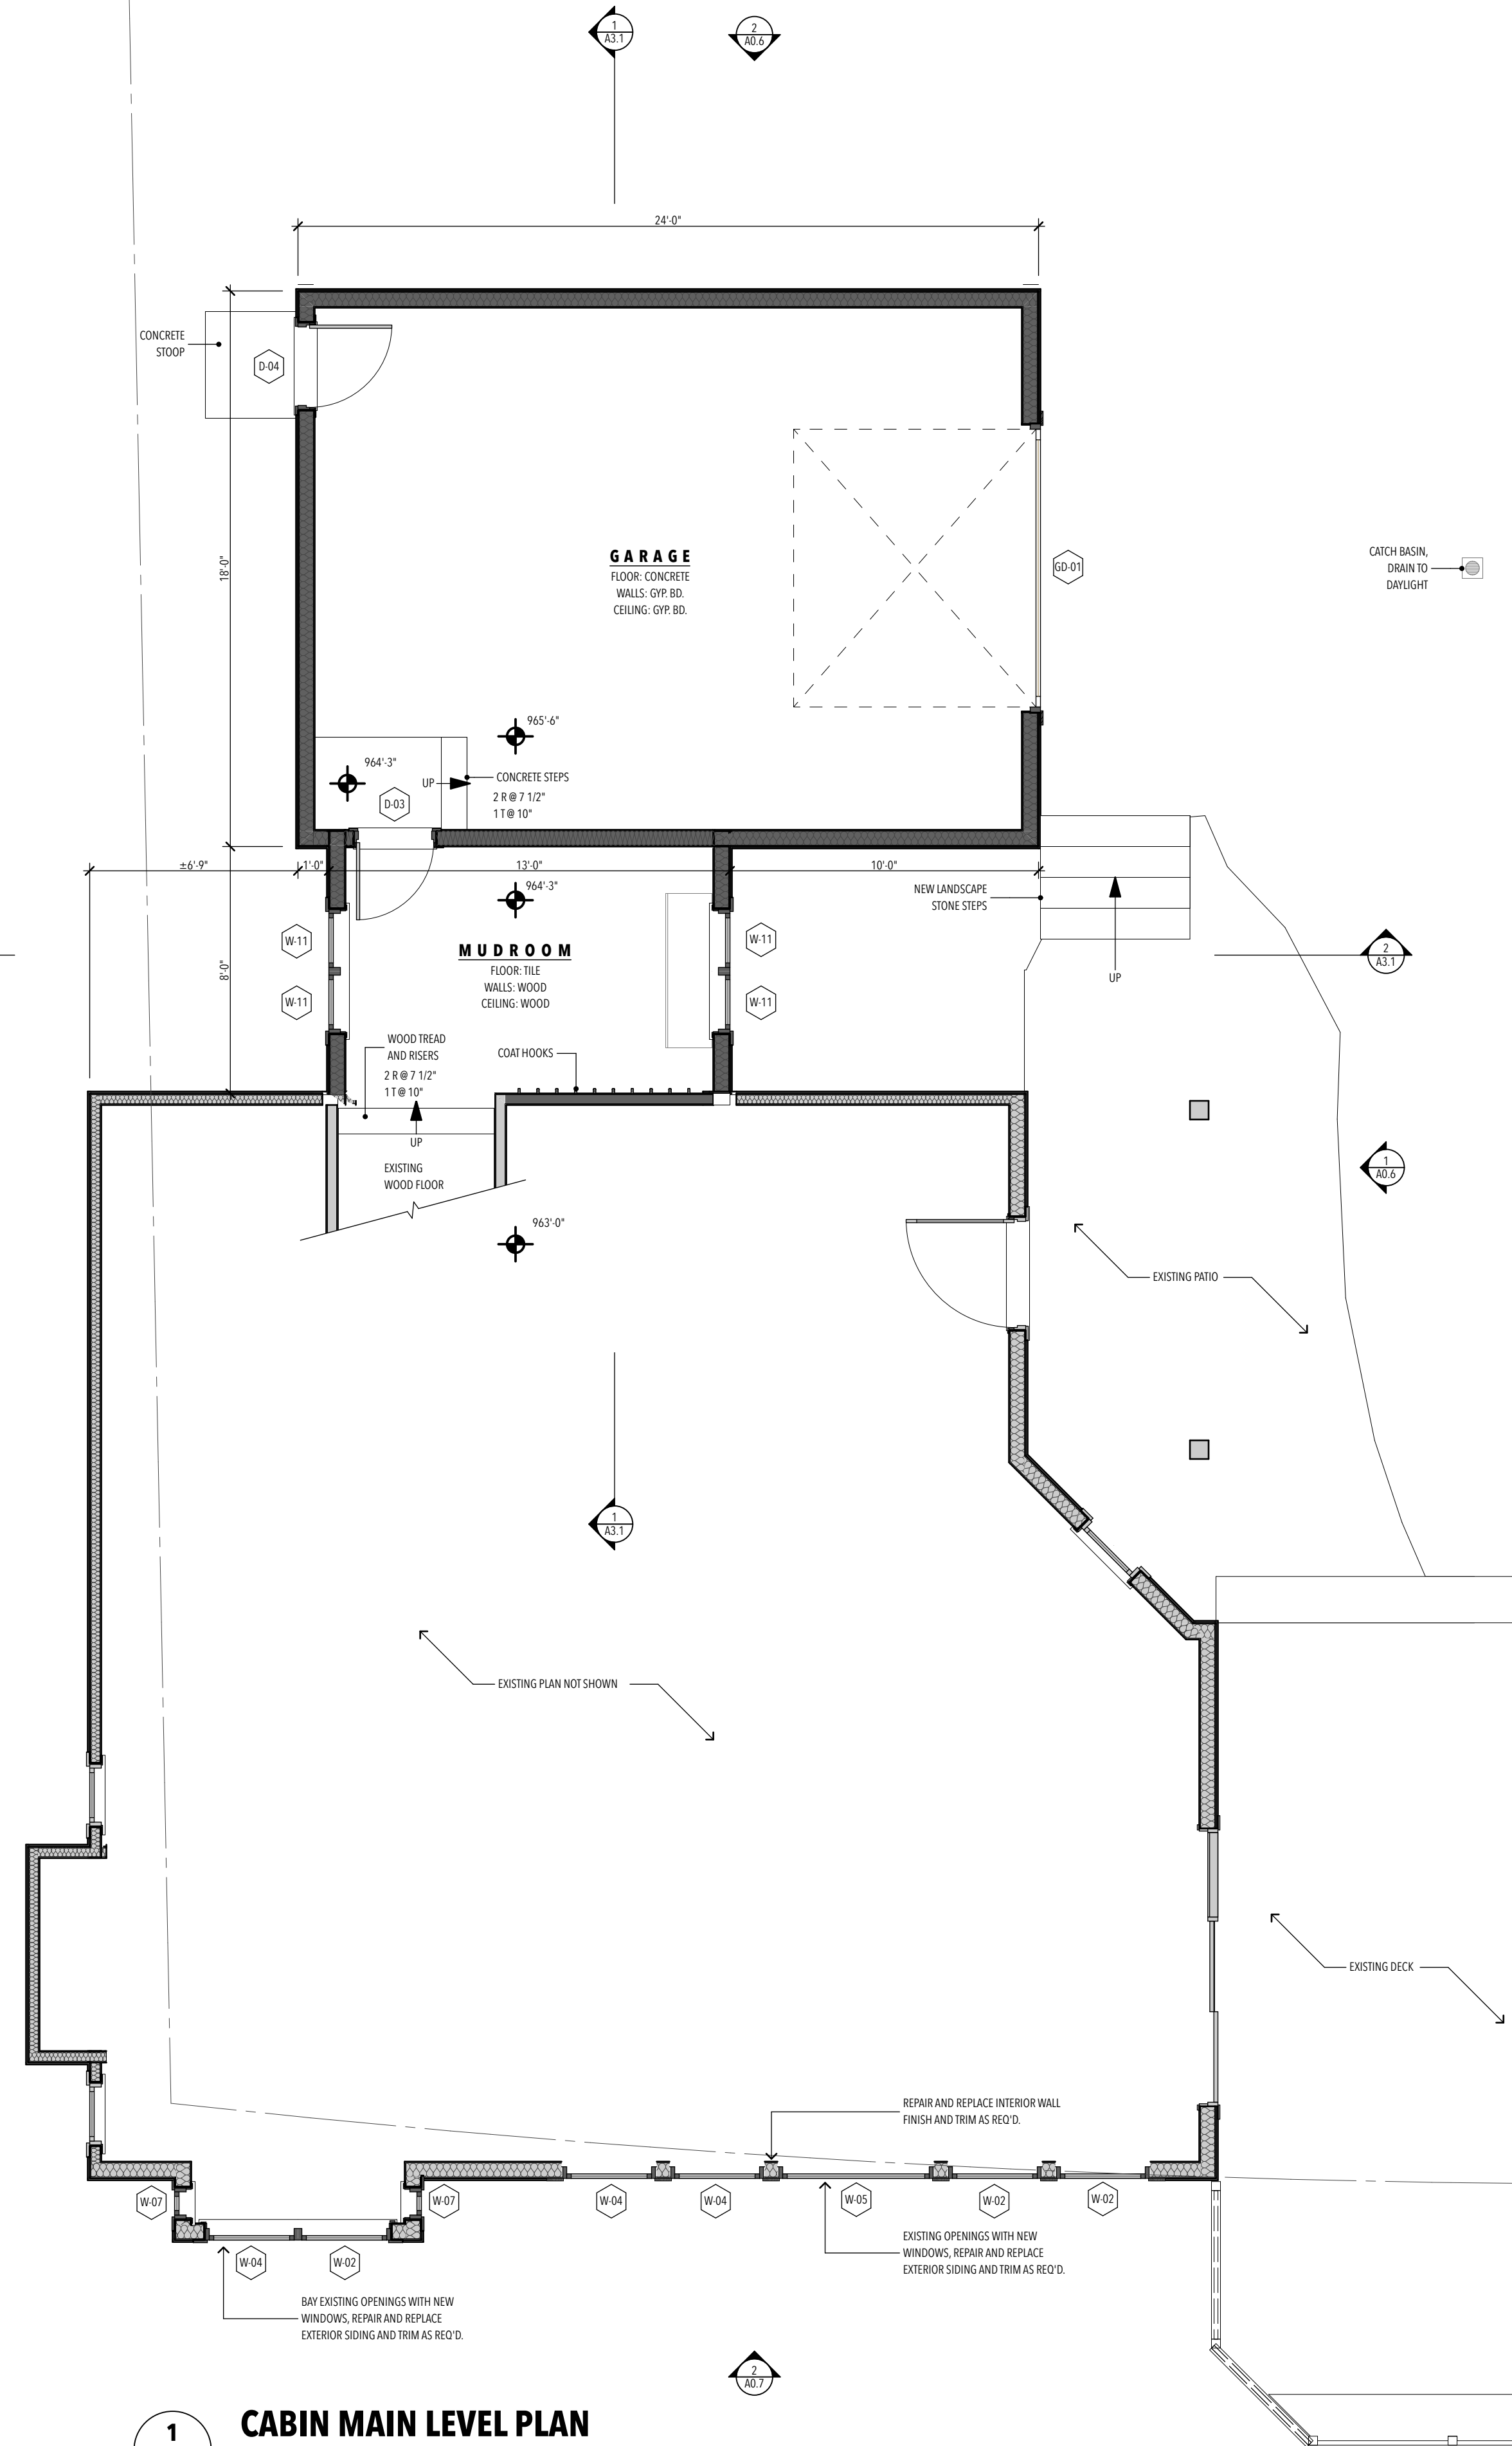 1
A3.1
2
A0.6
24'-0"
CONCRETE
STOOP
D-04
18'-0"
GARAGE
FLOOR: CONCRETE
WALLS: GYP. BD.
CEILING: GYP. BD.
GD-01
CATCH BASIN,
DRAIN TO
DAYLIGHT
965'-6"
964'-3"
UP
CONCRETE STEPS
2 R @ 7 1/2"
1 T @ 10"
D-03
±6'-9"
1'-0"
13'-0"
10'-0"
964'-3"
NEW LANDSCAPE
STONE STEPS
UP
W-11
W-11
MUDROOM
FLOOR: TILE
WALLS: WOOD
CEILING: WOOD
W-11
W-11
8'-0"
2
A3.1
WOOD TREAD
AND RISERS
2 R @ 7 1/2"
1 T @ 10"
COAT HOOKS
UP
EXISTING
WOOD FLOOR
963'-0"
1
A0.6
EXISTING PATIO
1
A3.1
EXISTING PLAN NOT SHOWN
EXISTING DECK
REPAIR AND REPLACE INTERIOR WALL
FINISH AND TRIM AS REQ'D.
W-07
W-07
W-04
W-04
W-05
W-02
W-02
W-04
W-02
EXISTING OPENINGS WITH NEW
WINDOWS, REPAIR AND REPLACE
EXTERIOR SIDING AND TRIM AS REQ'D.
BAY EXISTING OPENINGS WITH NEW
WINDOWS, REPAIR AND REPLACE
EXTERIOR SIDING AND TRIM AS REQ'D.
2
A0.7
1
CABIN MAIN LEVEL PLAN